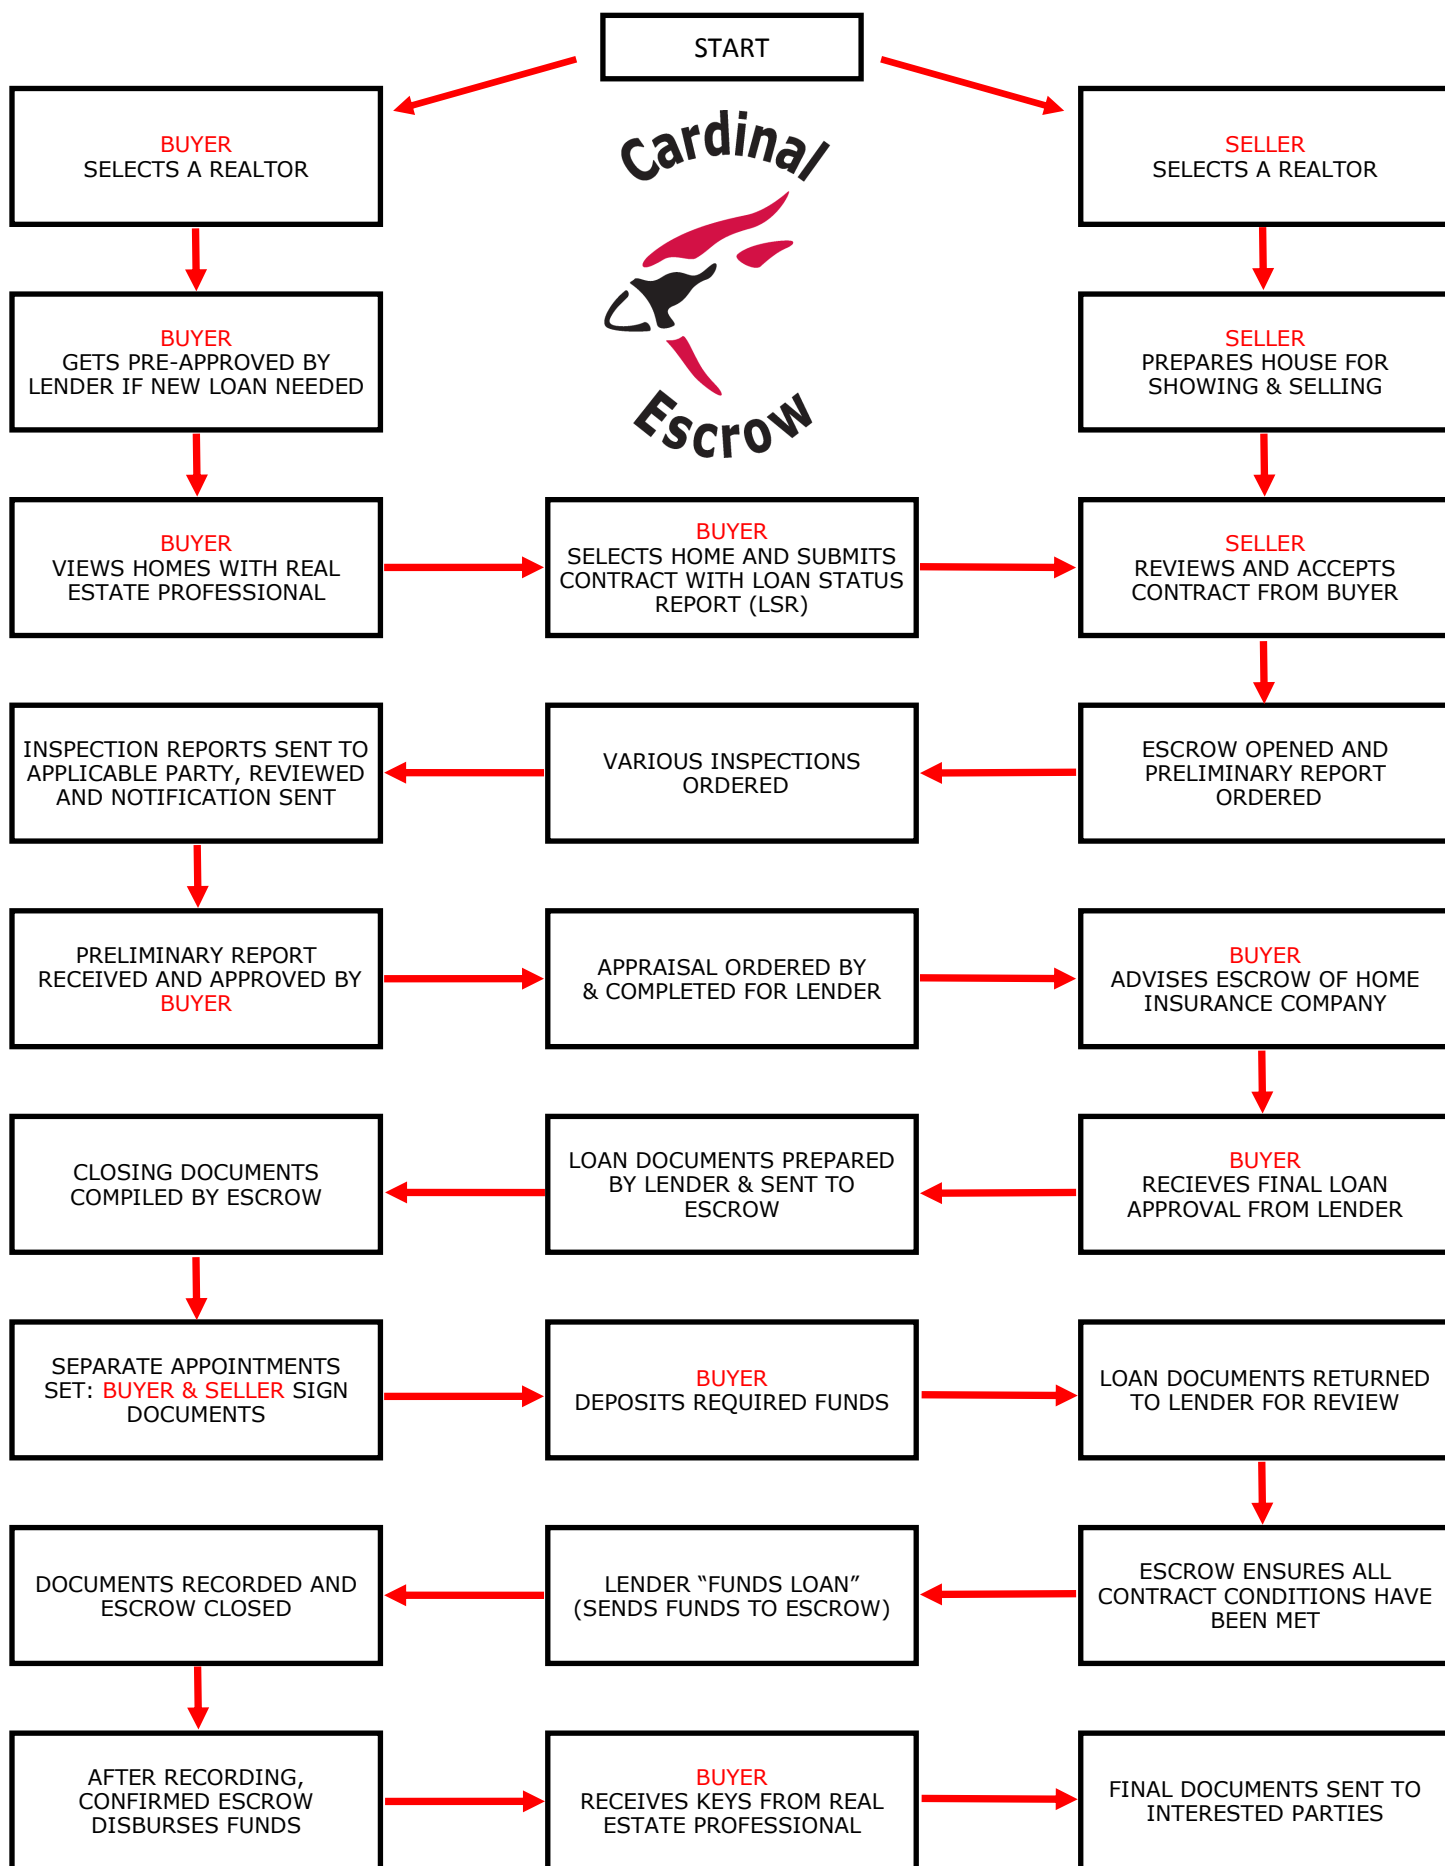 START
Cardinal
Escrow
BUYER
SELECTS A REALTOR
SELLER
SELECTS A REALTOR
BUYER
GETS PRE-APPROVED BY
LENDER IF NEW LOAN NEEDED
SELLER
PREPARES HOUSE FOR
SHOWING & SELLING
BUYER
VIEWS HOMES WITH REAL
ESTATE PROFESSIONAL
BUYER
SELECTS HOME AND SUBMITS
CONTRACT WITH LOAN STATUS
REPORT (LSR)
SELLER
REVIEWS AND ACCEPTS
CONTRACT FROM BUYER
ESCROW OPENED AND
PRELIMINARY REPORT
ORDERED
VARIOUS INSPECTIONS
ORDERED
INSPECTION REPORTS SENT TO
APPLICABLE PARTY, REVIEWED
AND NOTIFICATION SENT
PRELIMINARY REPORT
RECEIVED AND APPROVED BY
BUYER
APPRAISAL ORDERED BY
& COMPLETED FOR LENDER
BUYER
ADVISES ESCROW OF HOME
INSURANCE COMPANY
BUYER
RECIEVES FINAL LOAN
APPROVAL FROM LENDER
LOAN DOCUMENTS PREPARED
BY LENDER & SENT TO
ESCROW
CLOSING DOCUMENTS
COMPILED BY ESCROW
SEPARATE APPOINTMENTS
SET: BUYER & SELLER SIGN
DOCUMENTS
BUYER
DEPOSITS REQUIRED FUNDS
LOAN DOCUMENTS RETURNED
TO LENDER FOR REVIEW
ESCROW ENSURES ALL
CONTRACT CONDITIONS HAVE
BEEN MET
LENDER “FUNDS LOAN”
(SENDS FUNDS TO ESCROW)
DOCUMENTS RECORDED AND
ESCROW CLOSED
AFTER RECORDING,
CONFIRMED ESCROW
DISBURSES FUNDS
BUYER
RECEIVES KEYS FROM REAL
ESTATE PROFESSIONAL
FINAL DOCUMENTS SENT TO
INTERESTED PARTIES